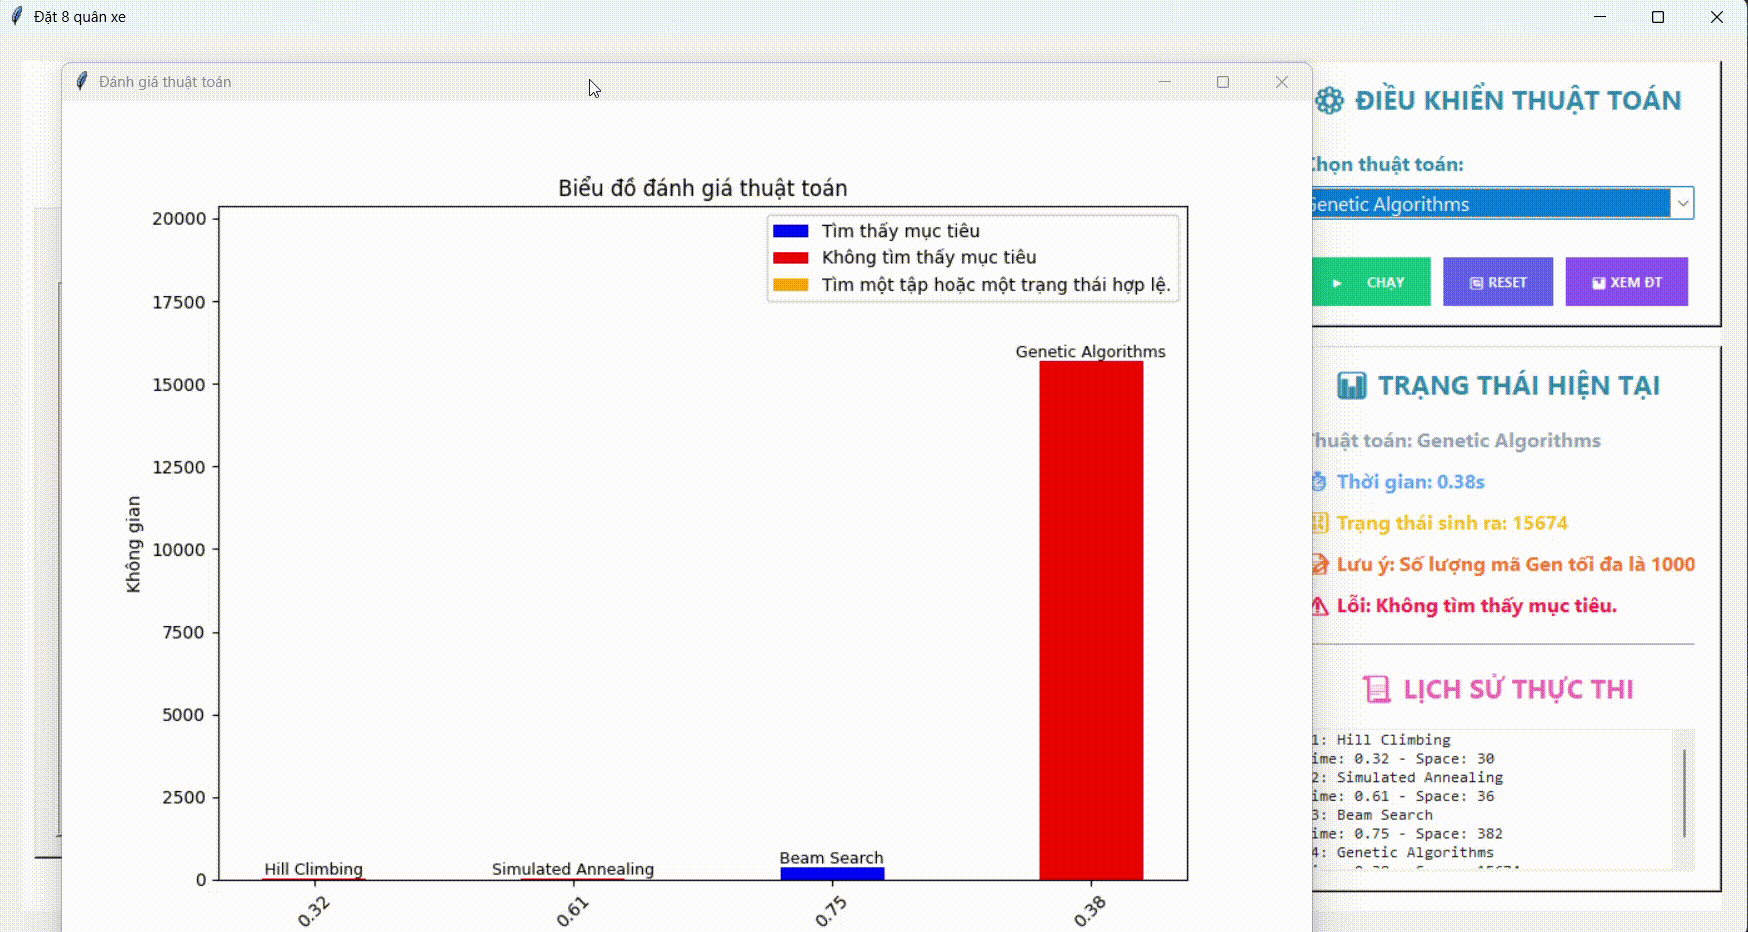 Đặt 8 quân xe
Đánh giá thuật toán
Biểu đồ đánh giá thuật toán
20000
17500
15000
12500
10000
7500
5000
2500
0
Không gian
Tìm thấy mục tiêu
Không tìm thấy mục tiêu
Tìm một tập hoặc một trạng thái hợp lệ.
Hill Climbing
Simulated Annealing
Beam Search
Genetic Algorithms
0.32
0.61
0.75
0.38
ĐIỀU KHIỂN THUẬT TOÁN
họn thuật toán:
Genetic Algorithms
CHẠY
RESET
XEM ĐT
TRẠNG THÁI HIỆN TẠI
huật toán: Genetic Algorithms
Thời gian: 0.38s
Trạng thái sinh ra: 15674
Lưu ý: Số lượng mã Gen tối đa là 1000
Lỗi: Không tìm thấy mục tiêu.
LỊCH SỬ THỰC THI
1: Hill Climbing
ime: 0.32 - Space: 30
2: Simulated Annealing
ime: 0.61 - Space: 36
3: Beam Search
ime: 0.75 - Space: 382
4: Genetic Algorithms